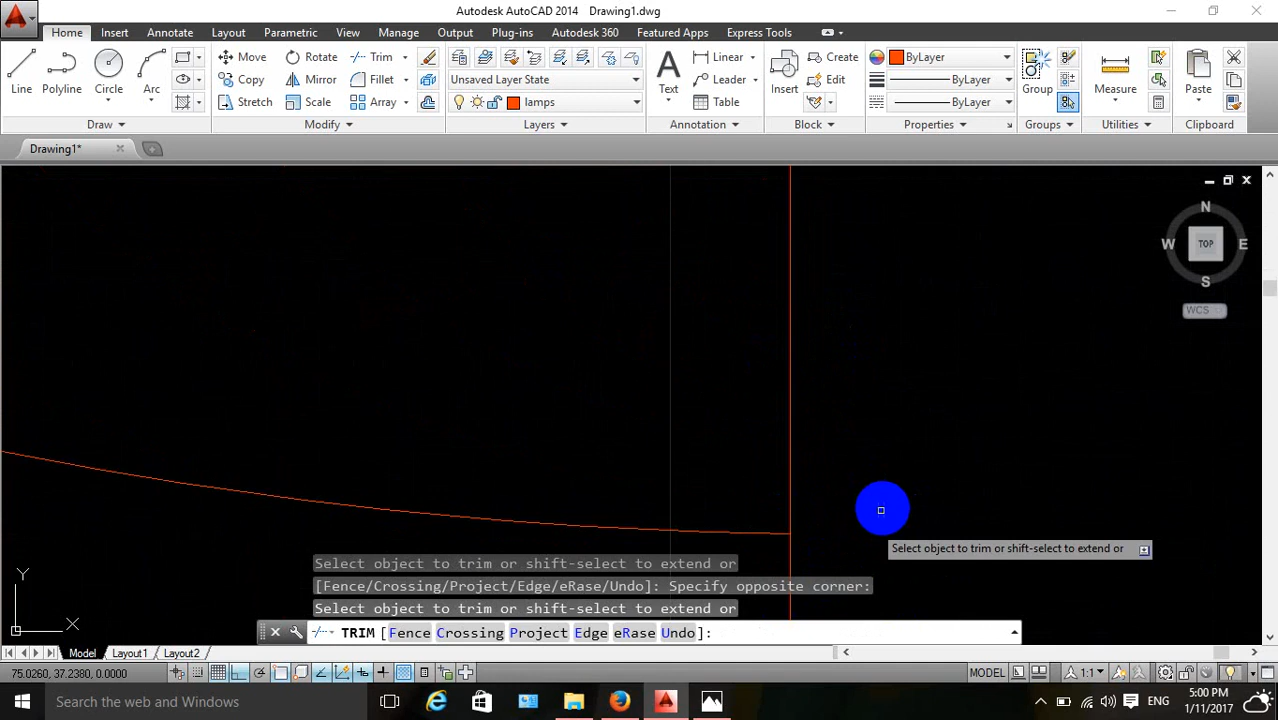 Autodesk AutoCAD 2014 Drawing1.dwg
Home Insert Annotate Layout Parametric View Manage Output Plug-ins Autodesk 360 Featured Apps Express Tools
Line
Polyline
Circle
Arc
Move
Rotate
Trim
Copy
Mirror
Fillet
Stretch
Scale
Array
Unsaved Layer State
lamps
Text
Linear
Leader
Table
Insert
Create
Edit
ByLayer
ByLayer
ByLayer
Group
Measure
Paste
Draw
Modify
Layers
Annotation
Block
Properties
Groups
Utilities
Clipboard
Drawing1*
N
W
TOP
E
S
WCS
Select object to trim or shift-select to extend or
Select object to trim or shift-select to extend or
[Fence/Crossing/Project/Edge/eRase/Undo]: Specify opposite corner:
Select object to trim or shift-select to extend or
TRIM [Fence Crossing Project Edge eRase Undo]:
Y
X
Model Layout1 Layout2
75.0260, 37.2380, 0.0000
MODEL
1:1
Search the web and Windows
ENG
5:00 PM
1/11/2017